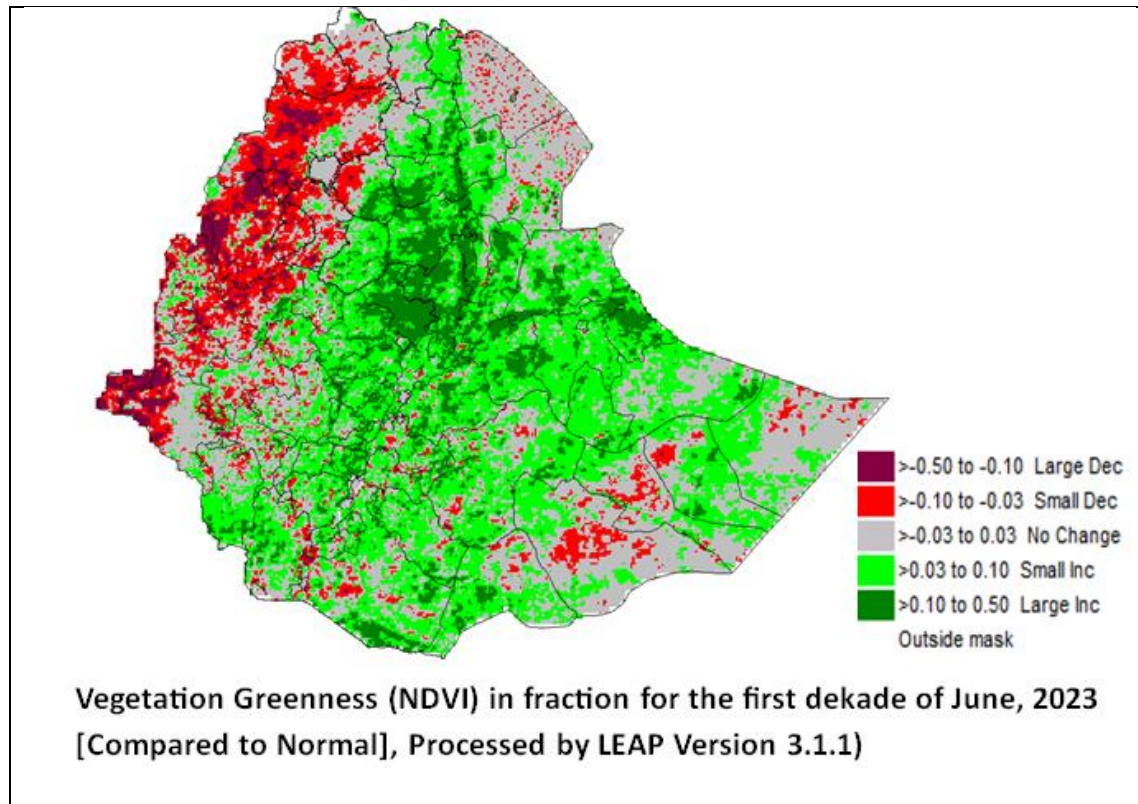 >-0.50 to -0.10 Large Dec
>-0.10 to -0.03 Small Dec
>-0.03 to 0.03 No Change
>0.03 to 0.10 Small Inc
>0.10 to 0.50 Large Inc
Outside mask
Vegetation Greenness (NDVI) in fraction for the first dekade of June, 2023
[Compared to Normal], Processed by LEAP Version 3.1.1)